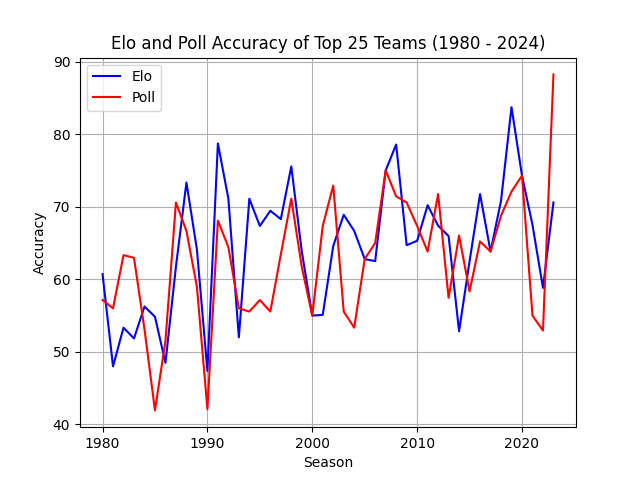 Elo and Poll Accuracy of Top 25 Teams (1980 - 2024)
Elo
Poll
90
80
70
60
50
40
Accuracy
1980 1990 2000 2010 2020
Season